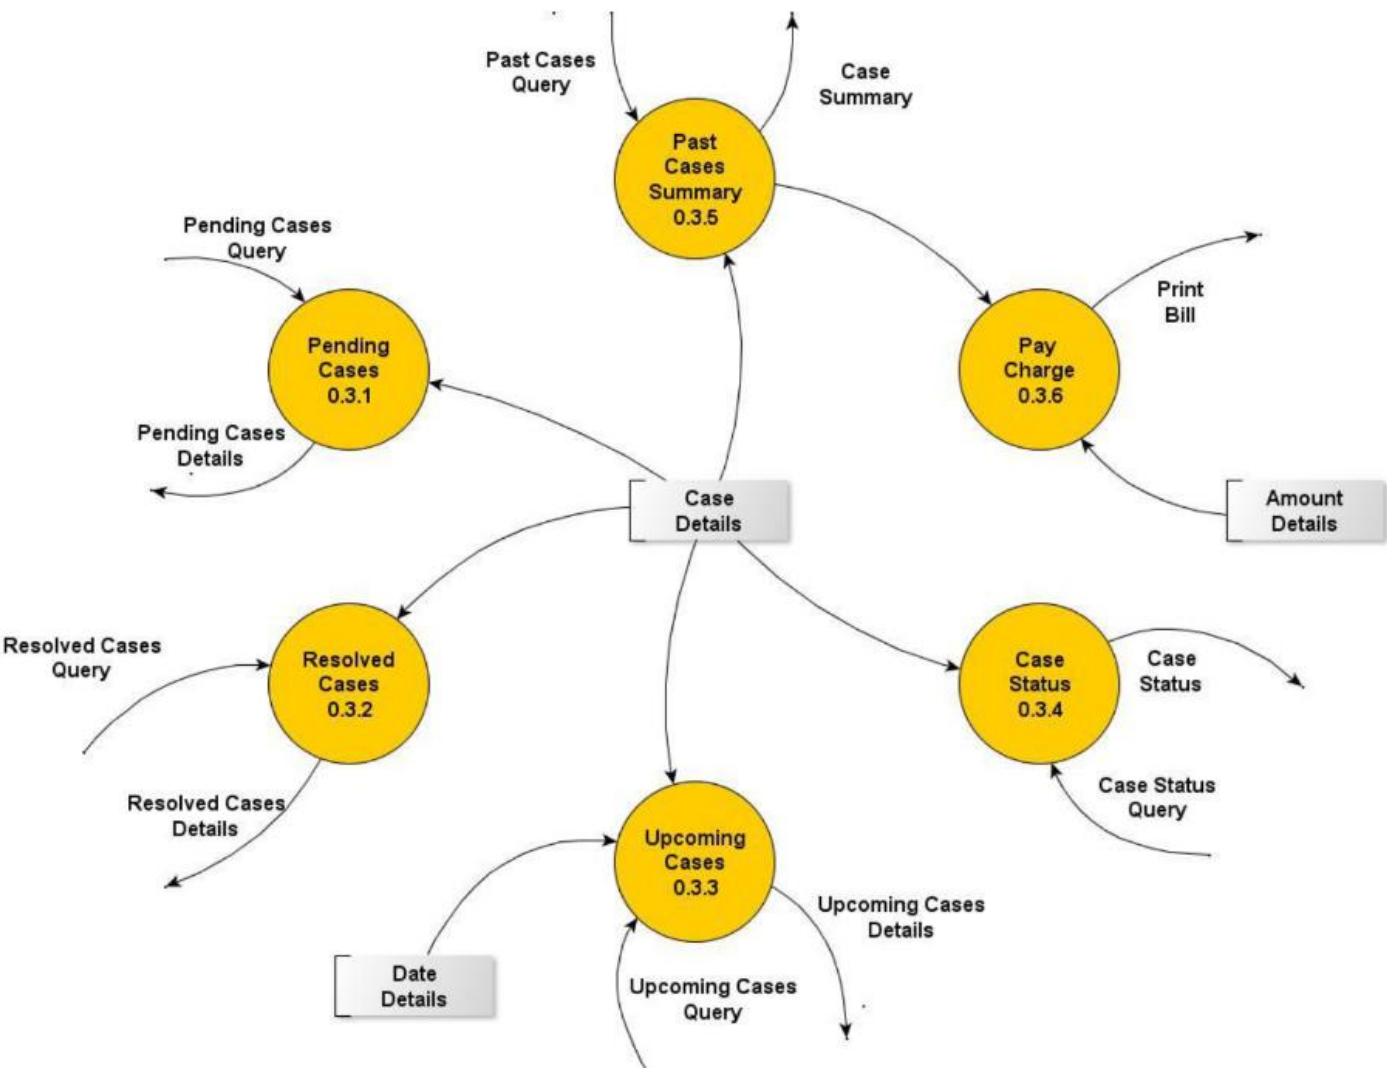 Past Cases
Query
Case
Summary
Past
Cases
Summary
0.3.5
Pending Cases
Query
Print
Bill
Pending
Cases
0.3.1
Pay
Charge
0.3.6
Pending Cases
Details
Case
Details
Amount
Details
Resolved Cases
Query
Resolved
Cases
0.3.2
Case
Status
0.3.4
Case
Status
Resolved Cases
Details
Case Status
Query
Upcoming
Cases
0.3.3
Upcoming Cases
Details
Date
Details
Upcoming Cases
Query